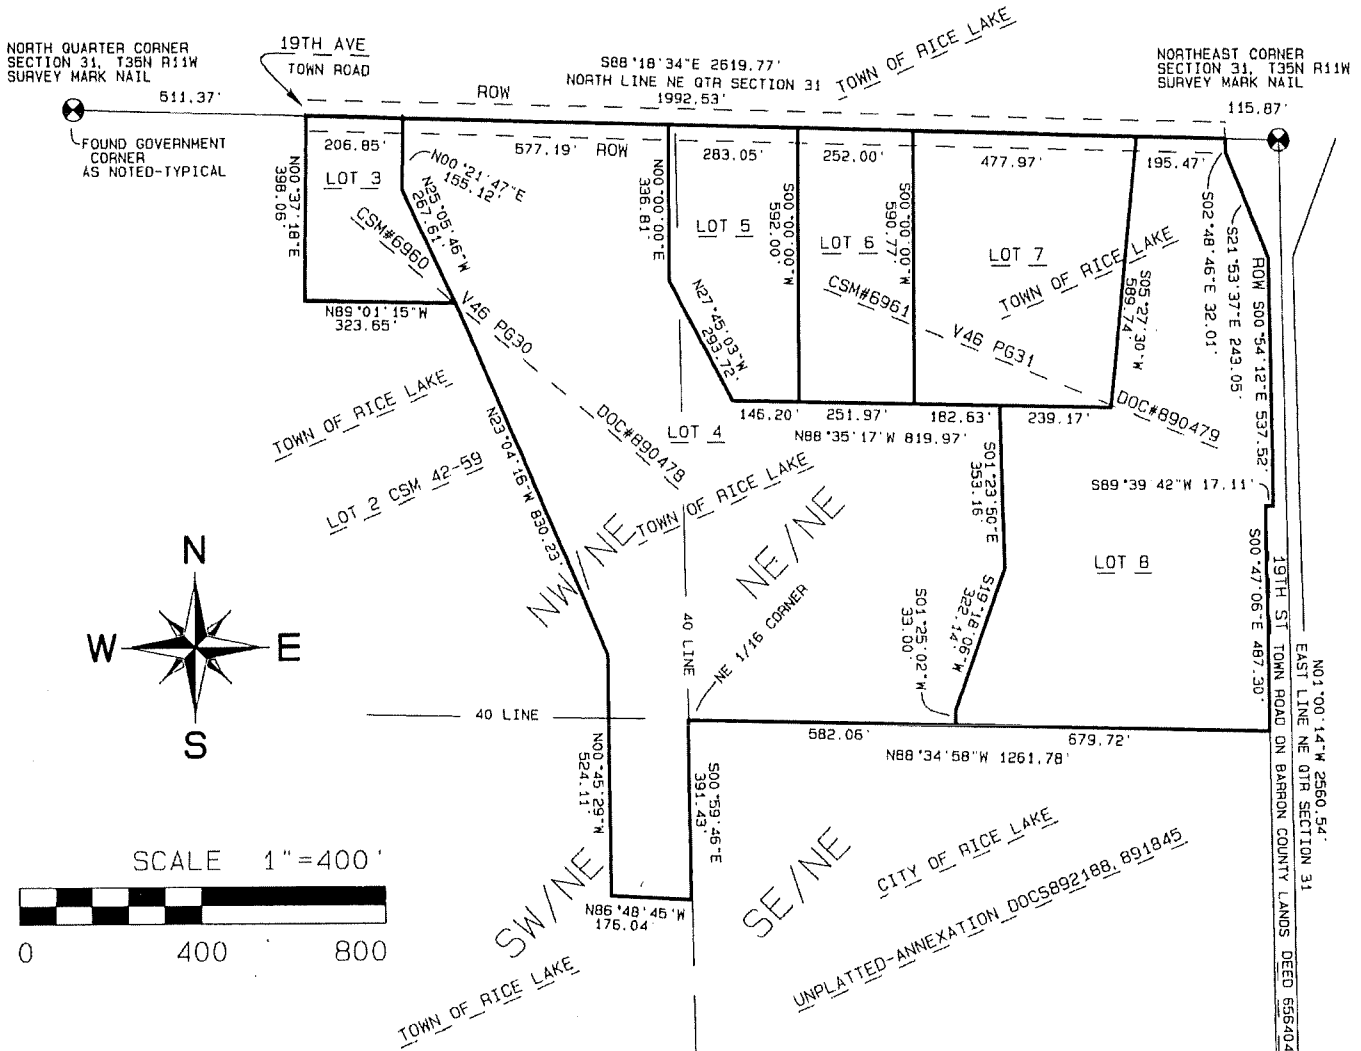 NORTH QUARTER CORNER
SECTION 31, T35N R11W
SURVEY MARK NAIL
19TH AVE
TOWN ROAD
S88°18'34"E 2619.77'
NORTH LINE NE QTR SECTION 31
1992.53'
TOWN OF RICE LAKE
NORTHEAST CORNER
SECTION 31, T35N R11W
SURVEY MARK NAIL
611.37'
ROW
115.87'
FOUND GOVERNMENT
CORNER
AS NOTED-TYPICAL
206.85'
577.19'
ROW
283.05'
252.00'
477.97'
195.47'
N00°37'18"E
398.06'
LOT 3
N00°21'47"E
155.12'
N25°05'46"W
267.61'
CSM#6960
V46 PG30
DOC#890478
N00°00'00"E
336.81'
LOT 5
S00°00'00"W
592.00'
LOT 6
S00°00'00"W
590.77'
LOT 7
TOWN OF RICE LAKE
CSM#6961
V46 PG31
DOC#890479
S05°27'30"W
589.74'
S02°48'46"E 32.01'
S21°53'37"E 243.05'
ROW S00°54'12"E 537.52'
N89°01'15"W
323.65'
N27°45'03"W
293.72'
146.20'
251.97'
182.63'
239.17'
N88°35'17"W 819.97'
LOT 4
TOWN OF RICE LAKE
LOT 2 CSM 42-59
N23°04'16"W 830.23'
TOWN OF RICE LAKE
NW/NE
NE/NE
S01°23'50"E
353.16'
S89°39'42"W 17.11'
LOT 8
S00°47'06"E 487.30'
19TH ST TOWN ROAD ON BARRON COUNTY LANDS DEED 656404
EAST LINE NE QTR SECTION 31
N01°00'14"W 2560.54'
N
W
E
S
40 LINE
NE 1/16 CORNER
S19°18'06"W
322.14'
S01°25'02"W
33.00'
40 LINE
582.06'
679.72'
N88°34'58"W 1261.78'
N00°45'29"W
524.11'
S00°59'46"E
391.43'
SCALE 1"=400'
0
400
800
N86°48'45"W
176.04'
SW/NE
SE/NE
CITY OF RICE LAKE
UNPLATTED-ANNEXATION DOCS892188,891845
TOWN OF RICE LAKE